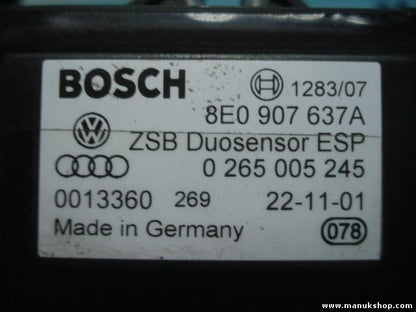 BOSCH 1283/07
8E0 907 637A
ZSB Duosensor ESP
0 265 005 245
0013360 269 22-11-01
Made in Germany 078
www.manukshop.com